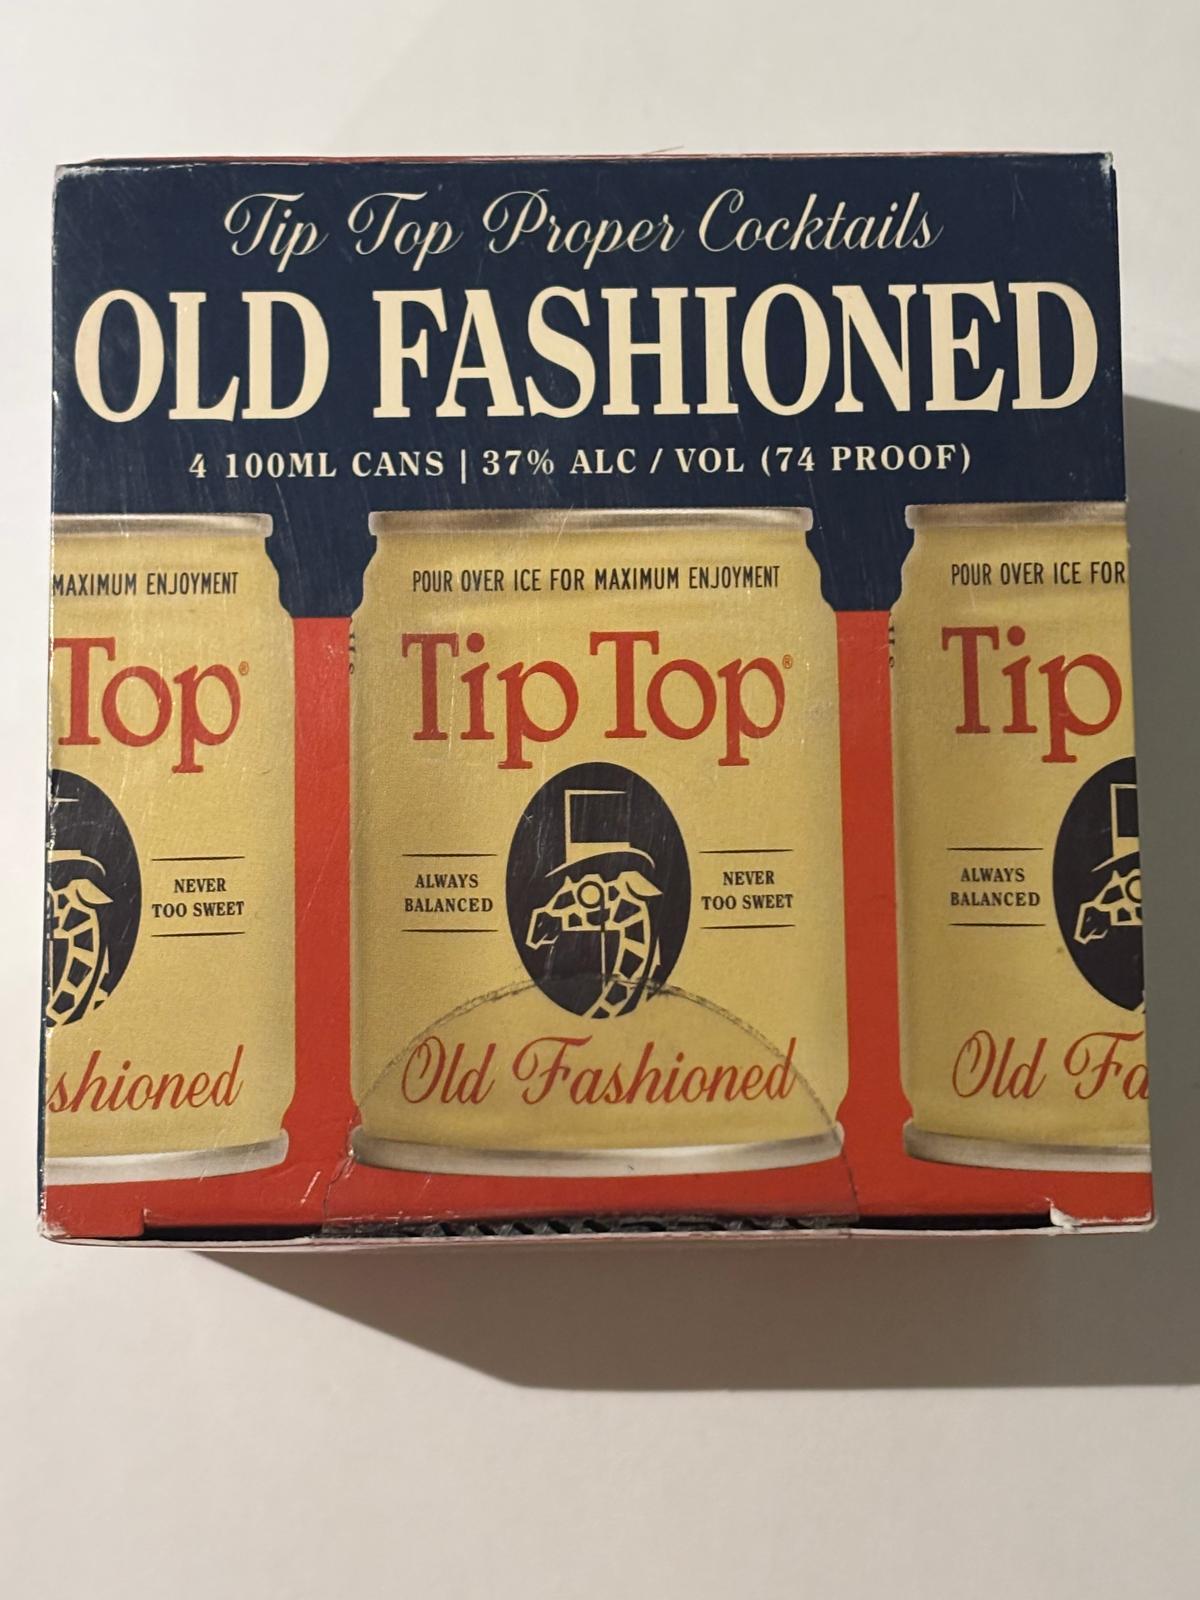 Tip Top Proper Cocktails
OLD FASHIONED
4 100ML CANS | 37% ALC / VOL (74 PROOF)
MAXIMUM ENJOYMENT
Top®
NEVER
TOO SWEET
shioned
POUR OVER ICE FOR MAXIMUM ENJOYMENT
Tip Top®
ALWAYS
BALANCED
NEVER
TOO SWEET
Old Fashioned
POUR OVER ICE FOR
Tip
ALWAYS
BALANCED
Old Fa